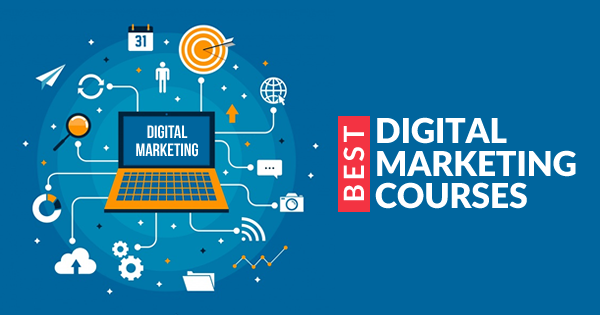 31
DIGITAL
MARKETING
BEST
DIGITAL
MARKETING
COURSES